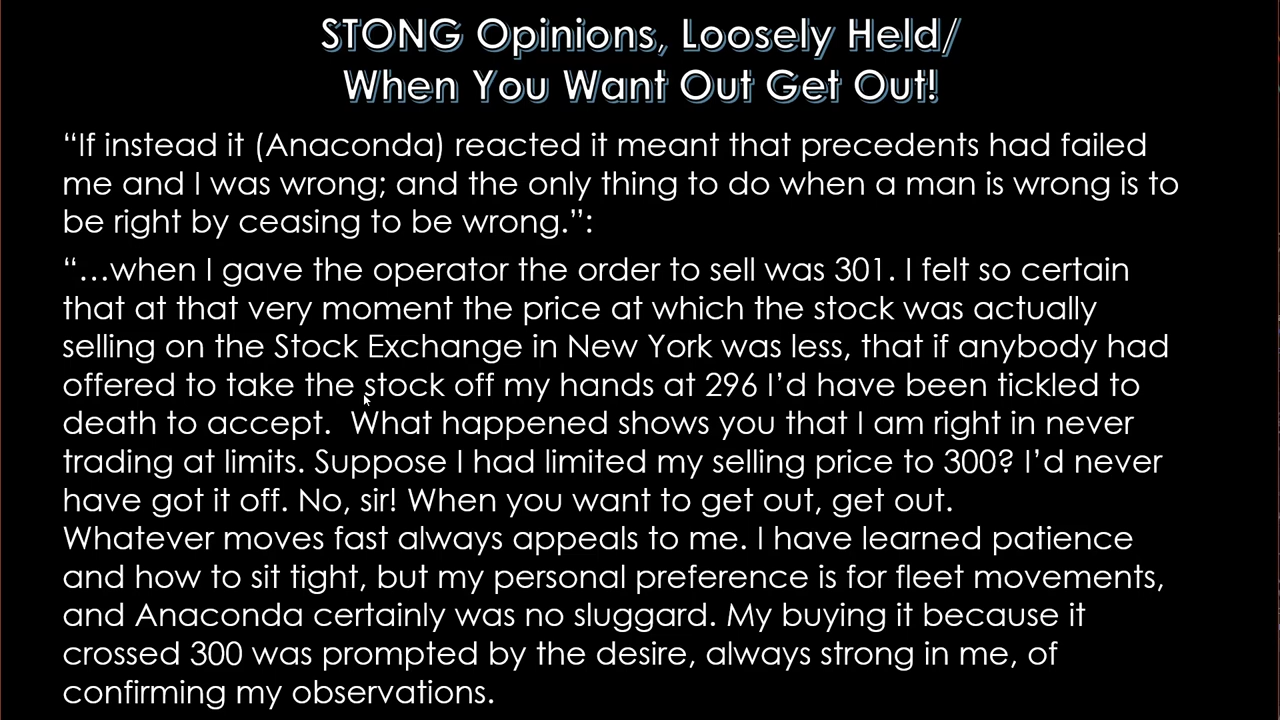 STONG Opinions, Loosely Held/
When You Want Out Get Out!
“If instead it (Anaconda) reacted it meant that precedents had failed
me and I was wrong; and the only thing to do when a man is wrong is to
be right by ceasing to be wrong.”:
“…when I gave the operator the order to sell was 301. I felt so certain
that at that very moment the price at which the stock was actually
selling on the Stock Exchange in New York was less, that if anybody had
offered to take the stock off my hands at 296 I’d have been tickled to
death to accept.  What happened shows you that I am right in never
trading at limits. Suppose I had limited my selling price to 300? I’d never
have got it off. No, sir! When you want to get out, get out.
Whatever moves fast always appeals to me. I have learned patience
and how to sit tight, but my personal preference is for fleet movements,
and Anaconda certainly was no sluggard. My buying it because it
crossed 300 was prompted by the desire, always strong in me, of
confirming my observations.